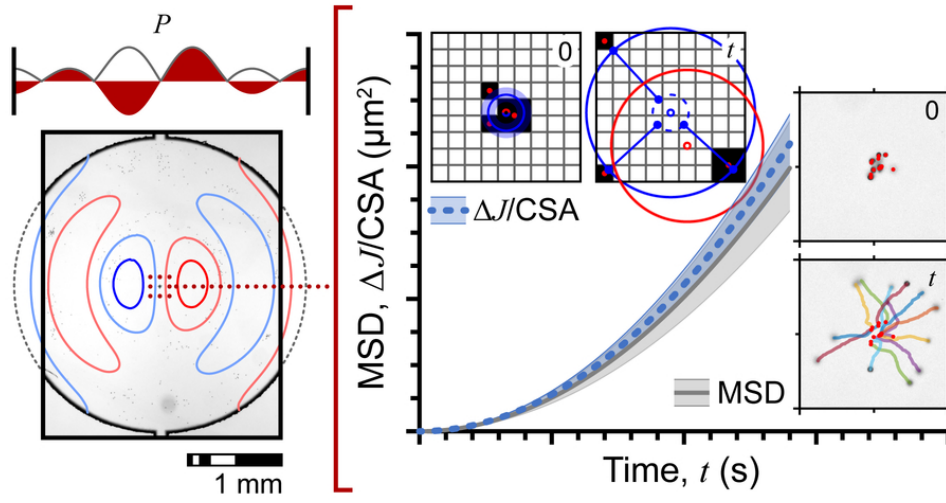 P
1 mm
MSD, ΔJ/CSA (μm²)
0
t
ΔJ/CSA
MSD
0
t
Time, t (s)